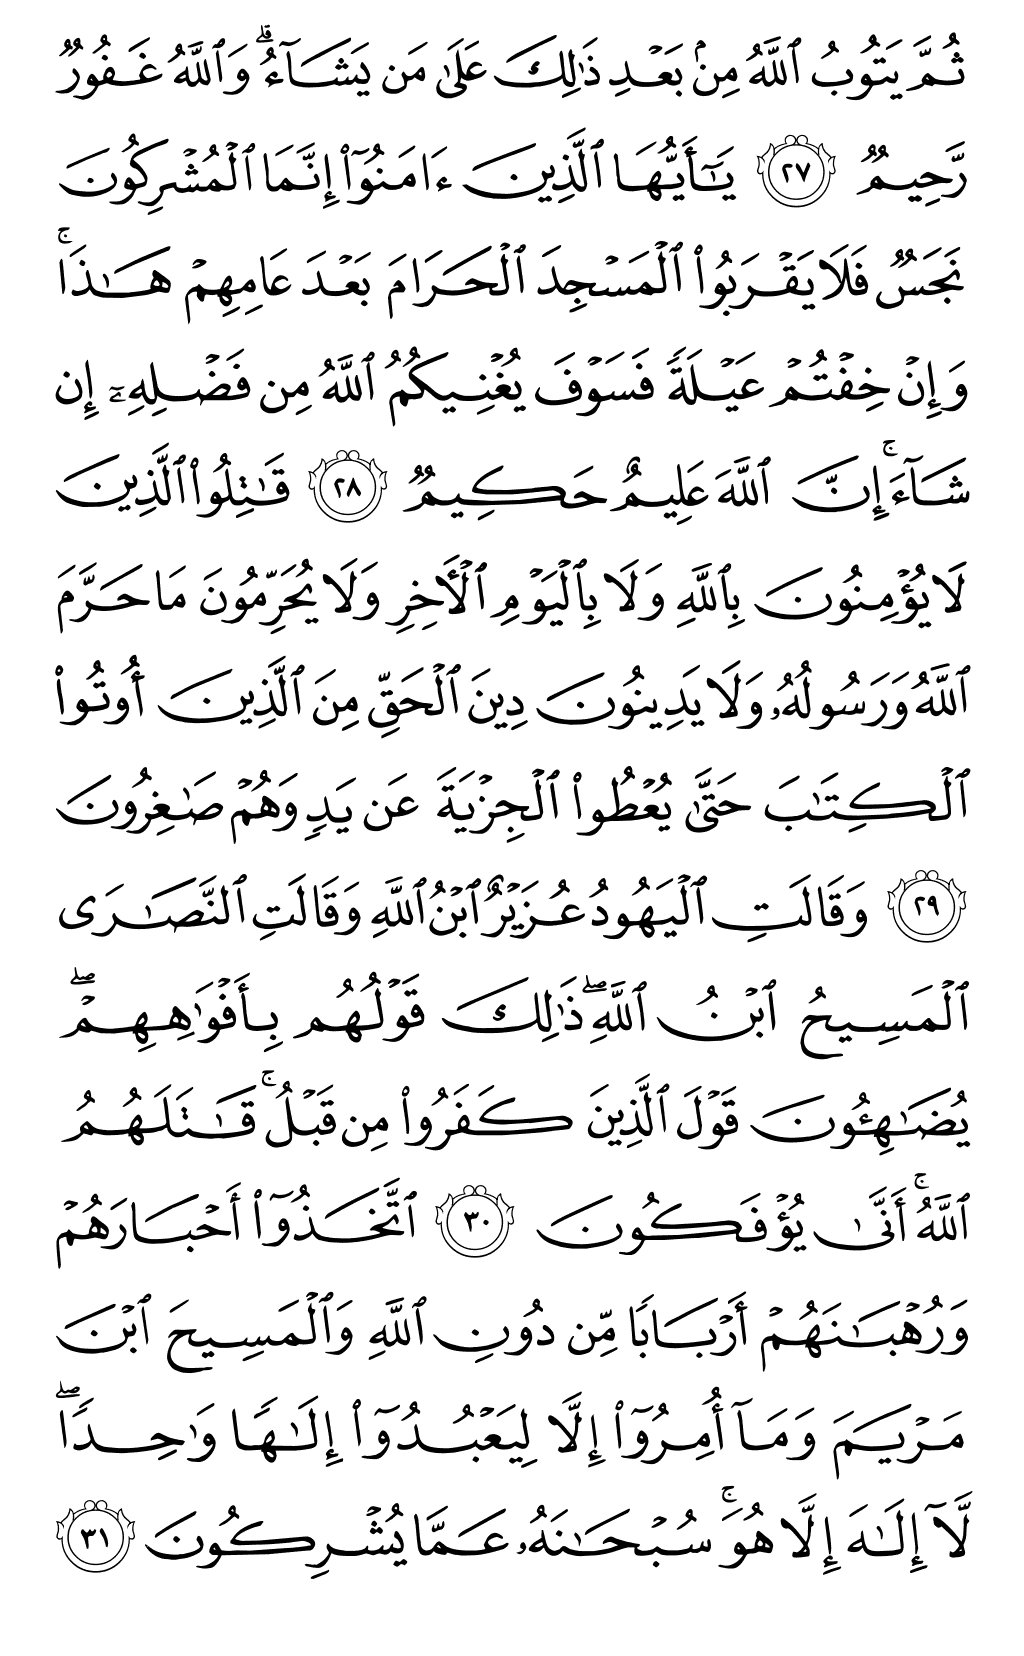 ثُمَّ يَتُوبُ ٱللَّهُ مِنۢ بَعۡدِ ذَٰلِكَ عَلَىٰ مَن يَشَآءُۗ وَٱللَّهُ غَفُورٞ
رَّحِيمٞ ٢٧ يَٰٓأَيُّهَا ٱلَّذِينَ ءَامَنُوٓاْ إِنَّمَا ٱلۡمُشۡرِكُونَ
نَجَسٞ فَلَا يَقۡرَبُواْ ٱلۡمَسۡجِدَ ٱلۡحَرَامَ بَعۡدَ عَامِهِمۡ هَٰذَاۚ
وَإِنۡ خِفۡتُمۡ عَيۡلَةٗ فَسَوۡفَ يُغۡنِيكُمُ ٱللَّهُ مِن فَضۡلِهِۦٓ إِن
شَآءَۚ إِنَّ ٱللَّهَ عَلِيمٌ حَكِيمٞ ٢٨ قَٰتِلُواْ ٱلَّذِينَ
لَا يُؤۡمِنُونَ بِٱللَّهِ وَلَا بِٱلۡيَوۡمِ ٱلۡأٓخِرِ وَلَا يُحَرِّمُونَ مَا حَرَّمَ
ٱللَّهُ وَرَسُولُهُۥ وَلَا يَدِينُونَ دِينَ ٱلۡحَقِّ مِنَ ٱلَّذِينَ أُوتُواْ
ٱلۡكِتَٰبَ حَتَّىٰ يُعۡطُواْ ٱلۡجِزۡيَةَ عَن يَدٖ وَهُمۡ صَٰغِرُونَ
٢٩ وَقَالَتِ ٱلۡيَهُودُ عُزَيۡرٌ ٱبۡنُ ٱللَّهِ وَقَالَتِ ٱلنَّصَٰرَى
ٱلۡمَسِيحُ ٱبۡنُ ٱللَّهِۖ ذَٰلِكَ قَوۡلُهُم بِأَفۡوَٰهِهِمۡۖ
يُضَٰهِـُٔونَ قَوۡلَ ٱلَّذِينَ كَفَرُواْ مِن قَبۡلُۚ قَٰتَلَهُمُ
ٱللَّهُۚ أَنَّىٰ يُؤۡفَكُونَ ٣٠ ٱتَّخَذُوٓاْ أَحۡبَارَهُمۡ
وَرُهۡبَٰنَهُمۡ أَرۡبَابٗا مِّن دُونِ ٱللَّهِ وَٱلۡمَسِيحَ ٱبۡنَ
مَرۡيَمَ وَمَآ أُمِرُوٓاْ إِلَّا لِيَعۡبُدُوٓاْ إِلَٰهٗا وَٰحِدٗاۖ
لَّآ إِلَٰهَ إِلَّا هُوَۚ سُبۡحَٰنَهُۥ عَمَّا يُشۡرِكُونَ ٣١